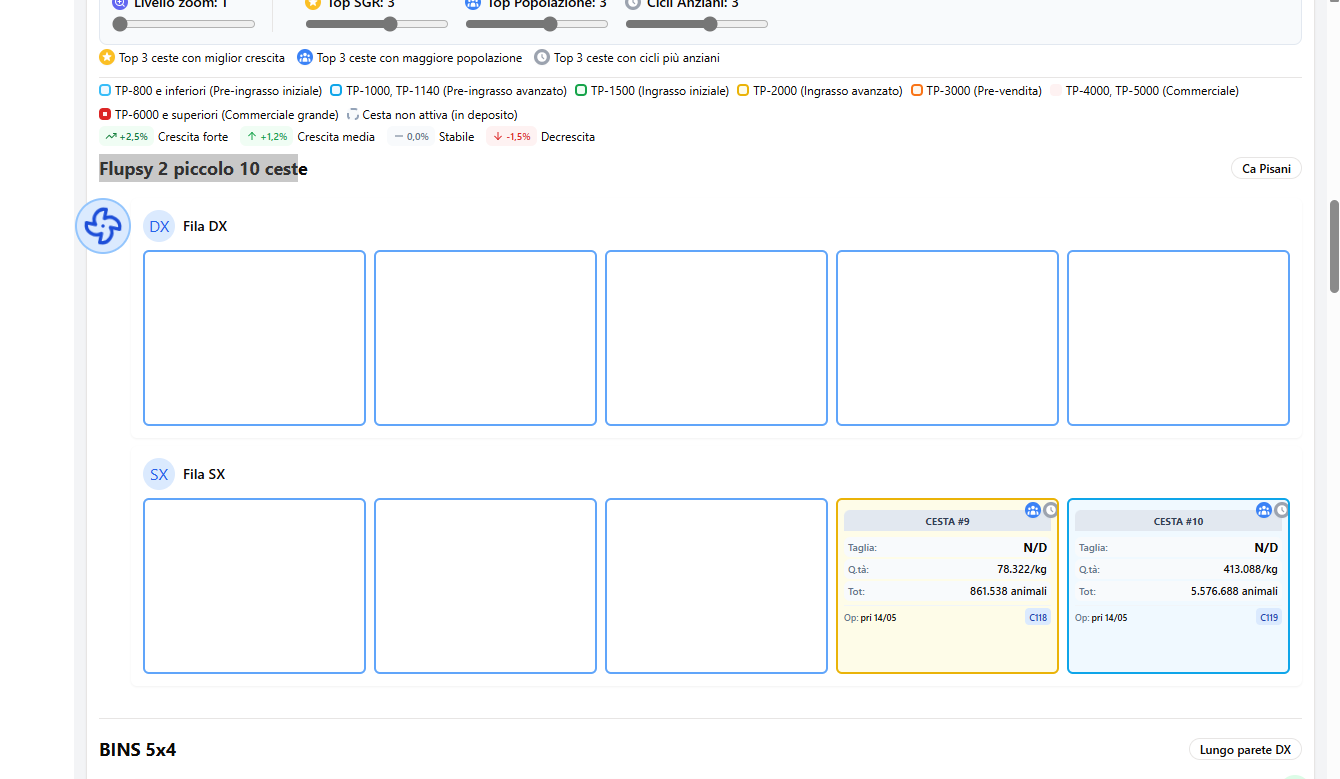 Livello zoom: 1 Top SGR: 3 Top Popolazione: 3 Cicli Anziani: 3
Top 3 ceste con miglior crescita Top 3 ceste con maggiore popolazione Top 3 ceste con cicli più anziani
TP-800 e inferiori (Pre-ingrasso iniziale) TP-1000, TP-1140 (Pre-ingrasso avanzato) TP-1500 (Ingrasso iniziale) TP-2000 (Ingrasso avanzato) TP-3000 (Pre-vendita) TP-4000, TP-5000 (Commerciale)
TP-6000 e superiori (Commerciale grande) Cesta non attiva (in deposito)
+2,5% Crescita forte +1,2% Crescita media 0,0% Stabile -1,5% Decrescita
Flupsy 2 piccolo 10 ceste Ca Pisani
DX Fila DX
SX Fila SX
CESTA #9
Taglia: N/D
Q.tà: 78.322/kg
Tot: 861.538 animali
Op: pri 14/05 C118
CESTA #10
Taglia: N/D
Q.tà: 413.088/kg
Tot: 5.576.688 animali
Op: pri 14/05 C119
BINS 5x4 Lungo parete DX